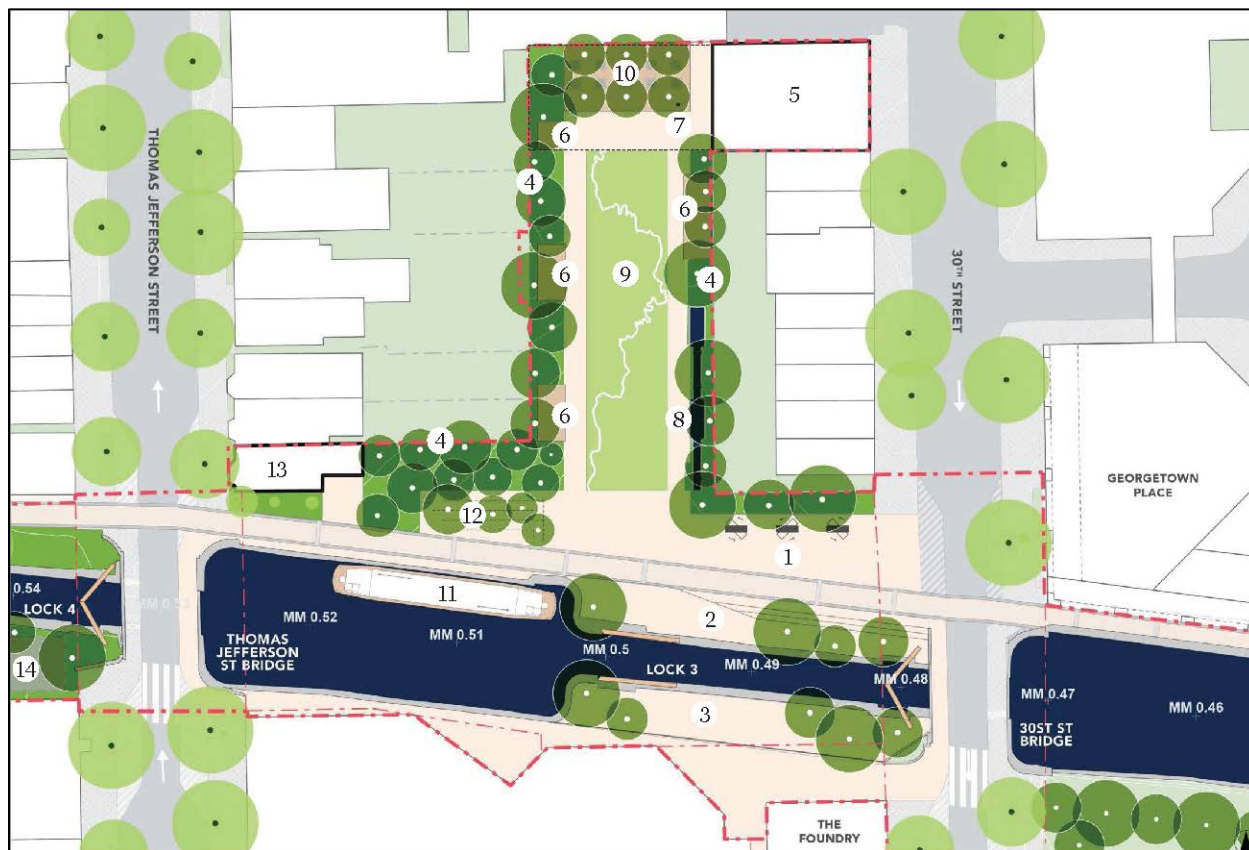 10
5
7
6
4
THOMAS JEFFERSON STREET
6
9
4
30TH STREET
6
6
8
4
13
12
GEORGETOWN
PLACE
1
11
2
0.54
LOCK 4
MM 0.53
MM 0.52
THOMAS
JEFFERSON
ST BRIDGE
MM 0.51
MM 0.5
LOCK 3
MM 0.49
MM 0.48
MM 0.47
30ST ST
BRIDGE
MM 0.46
14
3
THE
FOUNDRY